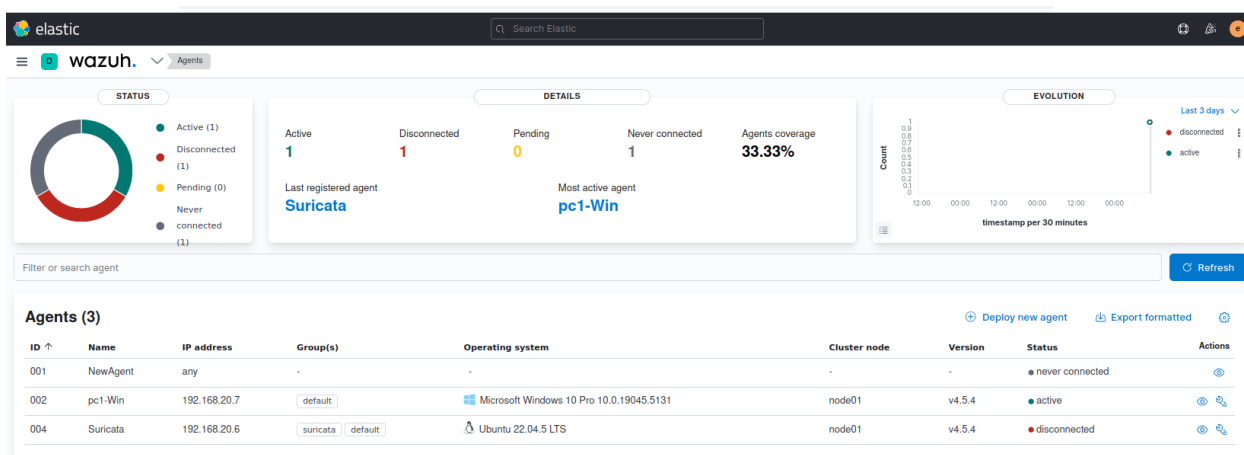 elastic
Search Elastic
e
D wazuh. Agents
STATUS
Active (1)
Disconnected
(1)
Pending (0)
Never
connected
(1)
DETAILS
Active Disconnected Pending Never connected Agents coverage
1 1 0 1 33.33%
Last registered agent Most active agent
Suricata pc1-Win
EVOLUTION
Last 3 days
disconnected
active
Count
1
0.9
0.8
0.7
0.6
0.5
0.4
0.3
0.2
0.1
0
12:00 00:00 12:00 00:00 12:00 00:00
timestamp per 30 minutes
Filter or search agent
Refresh
Agents (3)
Deploy new agent Export formatted
ID Name IP address Group(s) Operating system Cluster node Version Status Actions
001 NewAgent any - - - - never connected
002 pc1-Win 192.168.20.7 default Microsoft Windows 10 Pro 10.0.19045.5131 node01 v4.5.4 active
004 Suricata 192.168.20.6 suricata default Ubuntu 22.04.5 LTS node01 v4.5.4 disconnected